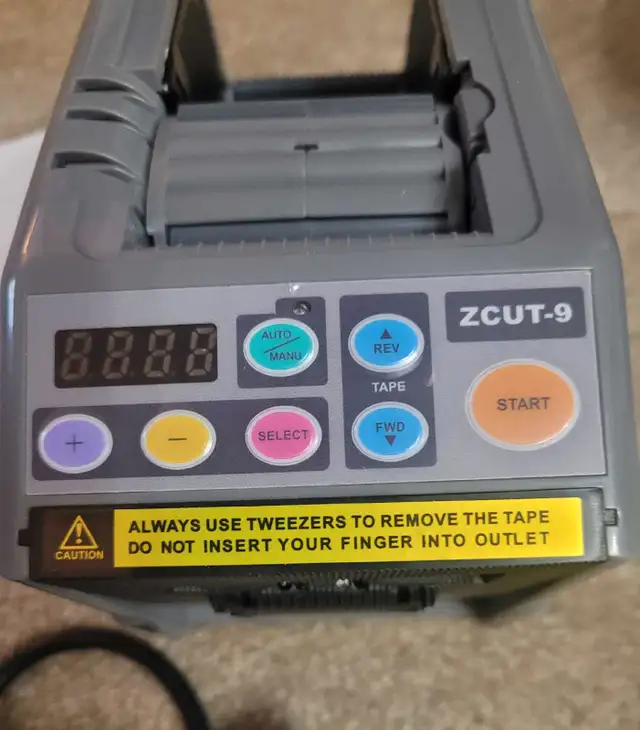 ZCUT-9
AUTO
MANU
REV
TAPE
FWD
START
+
−
SELECT
CAUTION
ALWAYS USE TWEEZERS TO REMOVE THE TAPE
DO NOT INSERT YOUR FINGER INTO OUTLET